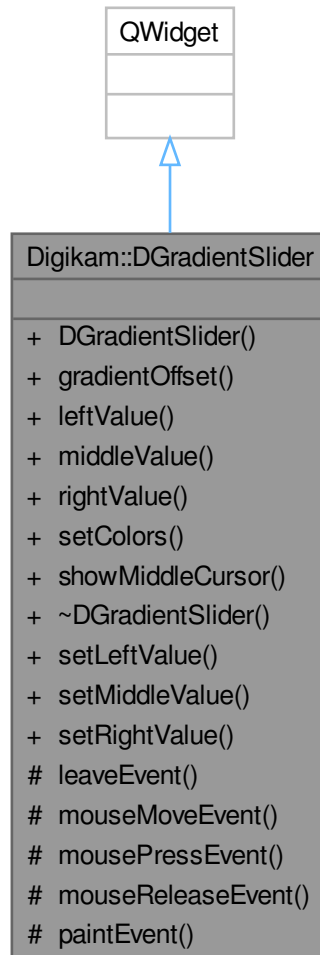 QWidget
Digikam::DGradientSlider
+ DGradientSlider()
+ gradientOffset()
+ leftValue()
+ middleValue()
+ rightValue()
+ setColors()
+ showMiddleCursor()
+ ~DGradientSlider()
+ setLeftValue()
+ setMiddleValue()
+ setRightValue()
# leaveEvent()
# mouseMoveEvent()
# mousePressEvent()
# mouseReleaseEvent()
# paintEvent()